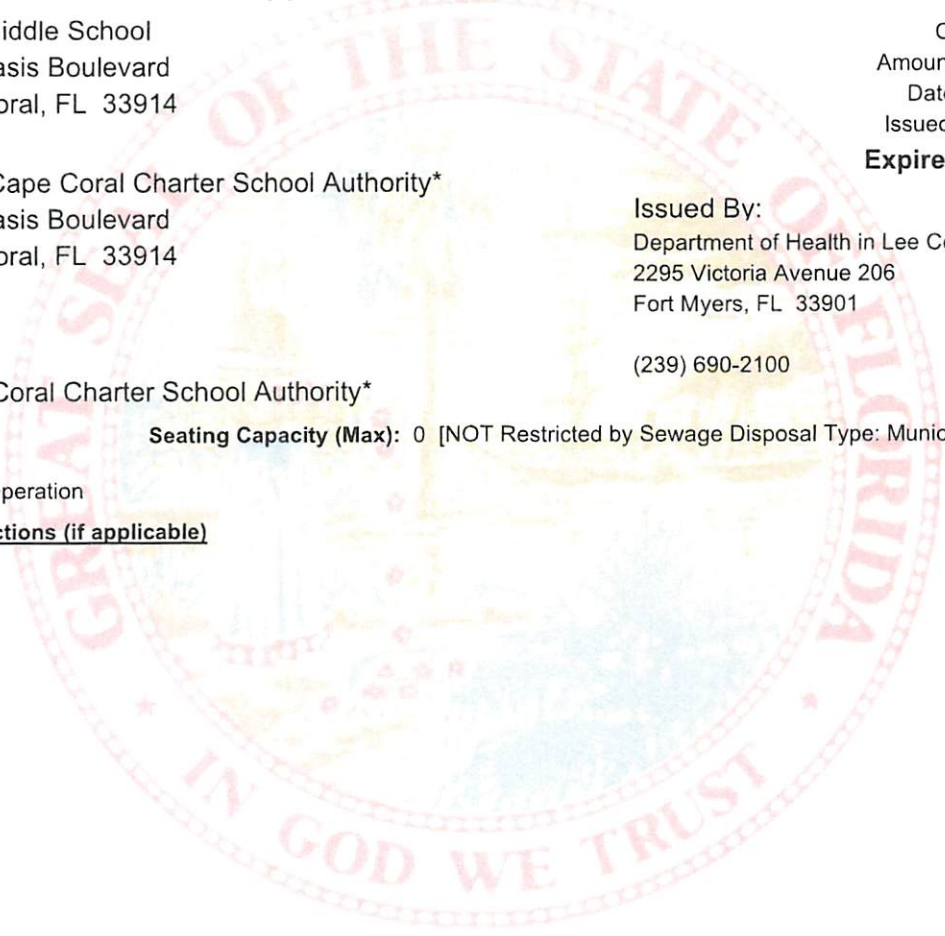 iddle School
asis Boulevard
oral, FL 33914
Cape Coral Charter School Authority*
asis Boulevard
oral, FL 33914
C
Amoun
Date
Issued
Expire
Issued By:
Department of Health in Lee Co
2295 Victoria Avenue 206
Fort Myers, FL 33901
(239) 690-2100
Coral Charter School Authority*
Seating Capacity (Max): 0 [NOT Restricted by Sewage Disposal Type: Munic
peration
ctions (if applicable)
GREAT SEAL OF THE STATE OF FLORIDA
IN GOD WE TRUST